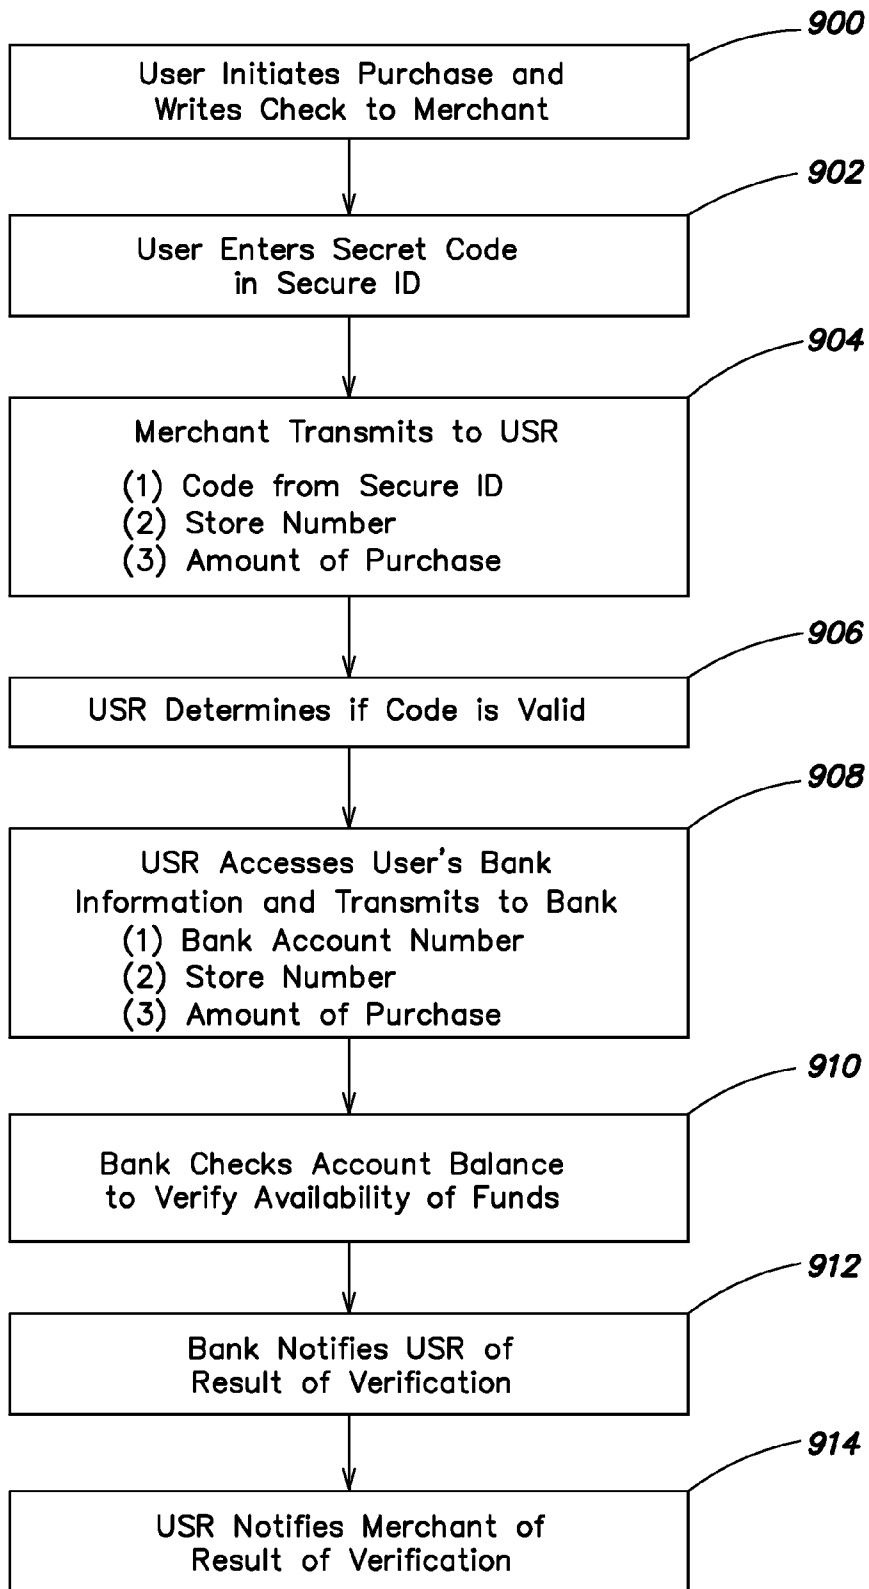 900
User Initiates Purchase and
Writes Check to Merchant
902
User Enters Secret Code
in Secure ID
904
Merchant Transmits to USR
(1) Code from Secure ID
(2) Store Number
(3) Amount of Purchase
906
USR Determines if Code is Valid
908
USR Accesses User's Bank
Information and Transmits to Bank
(1) Bank Account Number
(2) Store Number
(3) Amount of Purchase
910
Bank Checks Account Balance
to Verify Availability of Funds
912
Bank Notifies USR of
Result of Verification
914
USR Notifies Merchant of
Result of Verification